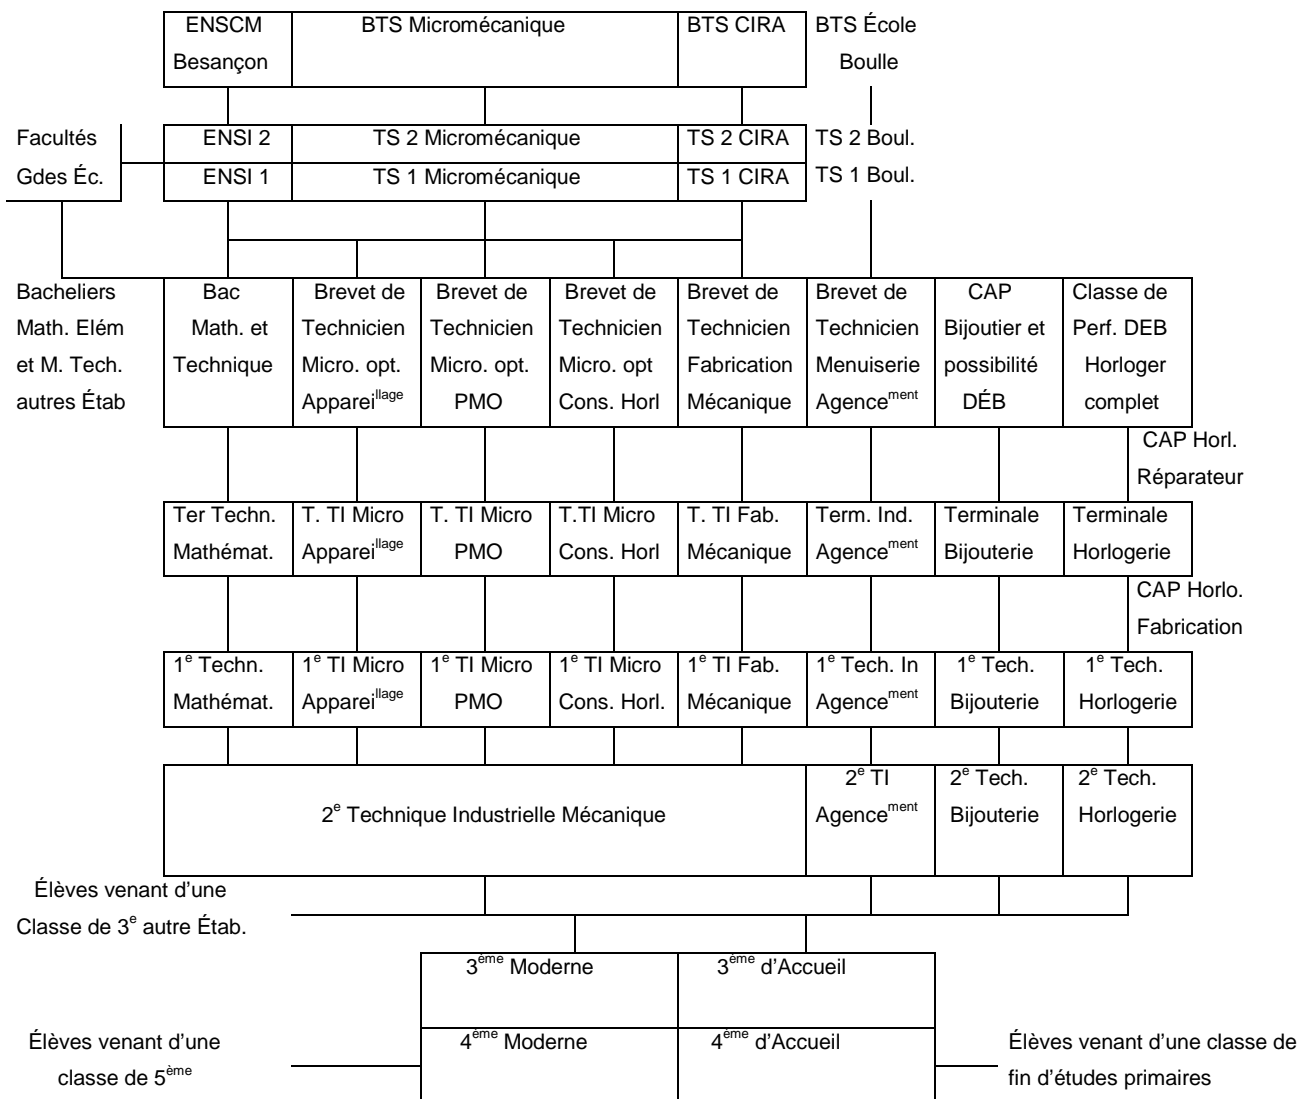 ENSCM BTS Micromécanique BTS CIRA BTS École
Besançon Boulle
Facultés ENSI 2 TS 2 Micromécanique TS 2 CIRA TS 2 Boul.
Gdes Éc. ENSI 1 TS 1 Micromécanique TS 1 CIRA TS 1 Boul.
Bacheliers Bac Brevet de Brevet de Brevet de Brevet de Brevet de CAP Classe de
Math. Elém Math. et Technicien Technicien Technicien Technicien Technicien Bijoutier et Perf. DEB
et M. Tech. Technique Micro. opt. Micro. opt. Micro. opt Fabrication Menuiserie possibilité Horloger
autres Étab Appareillage PMO Cons. Horl Mécanique Agencement DÉB complet
CAP Horl.
Réparateur
Ter Techn. T. TI Micro T. TI Micro T.TI Micro T. TI Fab. Term. Ind. Terminale Terminale
Mathémat. Appareillage PMO Cons. Horl Mécanique Agencement Bijouterie Horlogerie
CAP Horlo.
Fabrication
1e Techn. 1e TI Micro 1e TI Micro 1e TI Micro 1e TI Fab. 1e Tech. In 1e Tech. 1e Tech.
Mathémat. Appareillage PMO Cons. Horl. Mécanique Agencement Bijouterie Horlogerie
2e TI 2e Tech. 2e Tech.
2e Technique Industrielle Mécanique Agencement Bijouterie Horlogerie
Élèves venant d’une
Classe de 3e autre Étab.
3ème Moderne 3ème d’Accueil
Élèves venant d’une 4ème Moderne 4ème d’Accueil Élèves venant d’une classe de
classe de 5ème fin d’études primaires